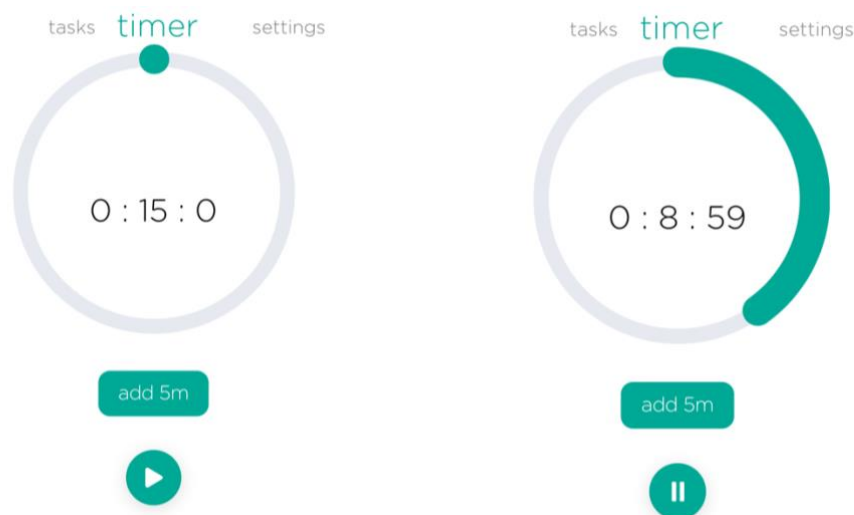 tasks timer settings
0 : 15 : 0
add 5m
tasks timer settings
0 : 8 : 59
add 5m